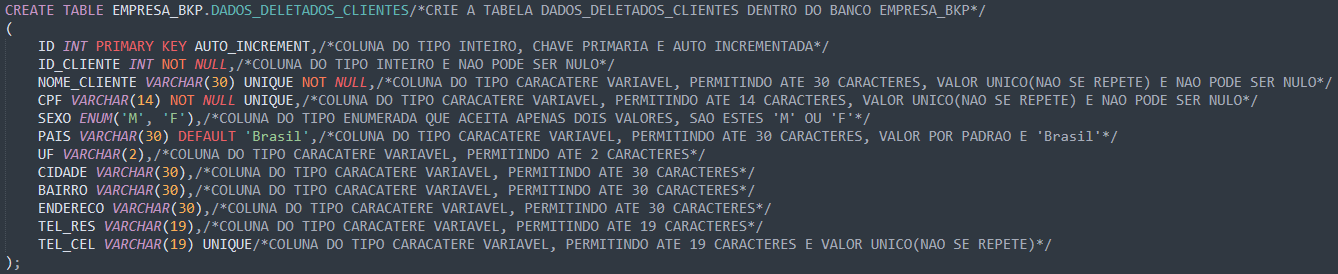 CREATE TABLE EMPRESA_BKP.DADOS_DELETADOS_CLIENTES/*CRIE A TABELA DADOS_DELETADOS_CLIENTES DENTRO DO BANCO EMPRESA_BKP*/
(
    ID INT PRIMARY KEY AUTO_INCREMENT,/*COLUNA DO TIPO INTEIRO, CHAVE PRIMARIA E AUTO INCREMENTADA*/
    ID_CLIENTE INT NOT NULL,/*COLUNA DO TIPO INTEIRO E NAO PODE SER NULO*/
    NOME_CLIENTE VARCHAR(30) UNIQUE NOT NULL,/*COLUNA DO TIPO CARACATERE VARIAVEL, PERMITINDO ATE 30 CARACTERES, VALOR UNICO(NAO SE REPETE) E NAO PODE SER NULO*/
    CPF VARCHAR(14) NOT NULL UNIQUE,/*COLUNA DO TIPO CARACATERE VARIAVEL, PERMITINDO ATE 14 CARACTERES, VALOR UNICO(NAO SE REPETE) E NAO PODE SER NULO*/
    SEXO ENUM('M', 'F'),/*COLUNA DO TIPO ENUMERADA QUE ACEITA APENAS DOIS VALORES, SAO ESTES 'M' OU 'F'*/
    PAIS VARCHAR(30) DEFAULT 'Brasil',/*COLUNA DO TIPO CARACATERE VARIAVEL, PERMITINDO ATE 30 CARACTERES, VALOR POR PADRAO E 'Brasil'*/
    UF VARCHAR(2),/*COLUNA DO TIPO CARACATERE VARIAVEL, PERMITINDO ATE 2 CARACTERES*/
    CIDADE VARCHAR(30),/*COLUNA DO TIPO CARACATERE VARIAVEL, PERMITINDO ATE 30 CARACTERES*/
    BAIRRO VARCHAR(30),/*COLUNA DO TIPO CARACATERE VARIAVEL, PERMITINDO ATE 30 CARACTERES*/
    ENDERECO VARCHAR(30),/*COLUNA DO TIPO CARACATERE VARIAVEL, PERMITINDO ATE 30 CARACTERES*/
    TEL_RES VARCHAR(19),/*COLUNA DO TIPO CARACATERE VARIAVEL, PERMITINDO ATE 19 CARACTERES*/
    TEL_CEL VARCHAR(19) UNIQUE/*COLUNA DO TIPO CARACATERE VARIAVEL, PERMITINDO ATE 19 CARACTERES E VALOR UNICO(NAO SE REPETE)*/
);